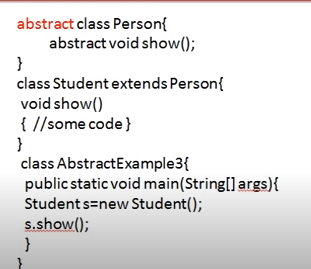 abstract class Person{
abstract void show();
}
class Student extends Person{
void show()
{ //some code }
}
class AbstractExample3{
public static void main(String[] args){
Student s=new Student();
s.show();
}
}